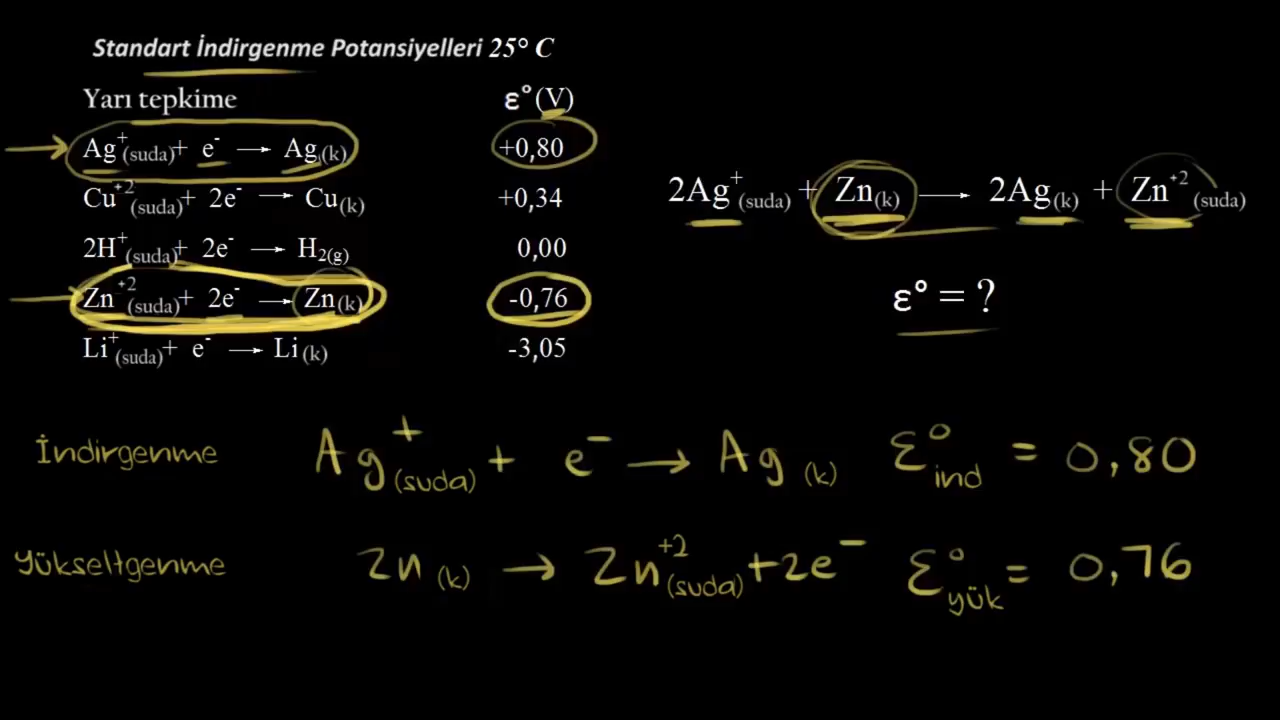 Standart İndirgenme Potansiyelleri 25° C
Yarı tepkime ε°(V)
Ag⁺(suda)+ e⁻ → Ag(k) +0,80
Cu⁺²(suda)+ 2e⁻ → Cu(k) +0,34
2H⁺(suda)+ 2e⁻ → H₂(g) 0,00
Zn⁺²(suda)+ 2e⁻ → Zn(k) -0,76
Li⁺(suda)+ e⁻ → Li(k) -3,05
2Ag⁺(suda) + Zn(k) → 2Ag(k) + Zn⁺²(suda)
ε° = ?
İndirgenme Ag⁺(suda) + e⁻ → Ag(k) ε°ind = 0,80
Yükseltgenme Zn(k) → Zn⁺²(suda) +2e⁻ ε°yük = 0,76